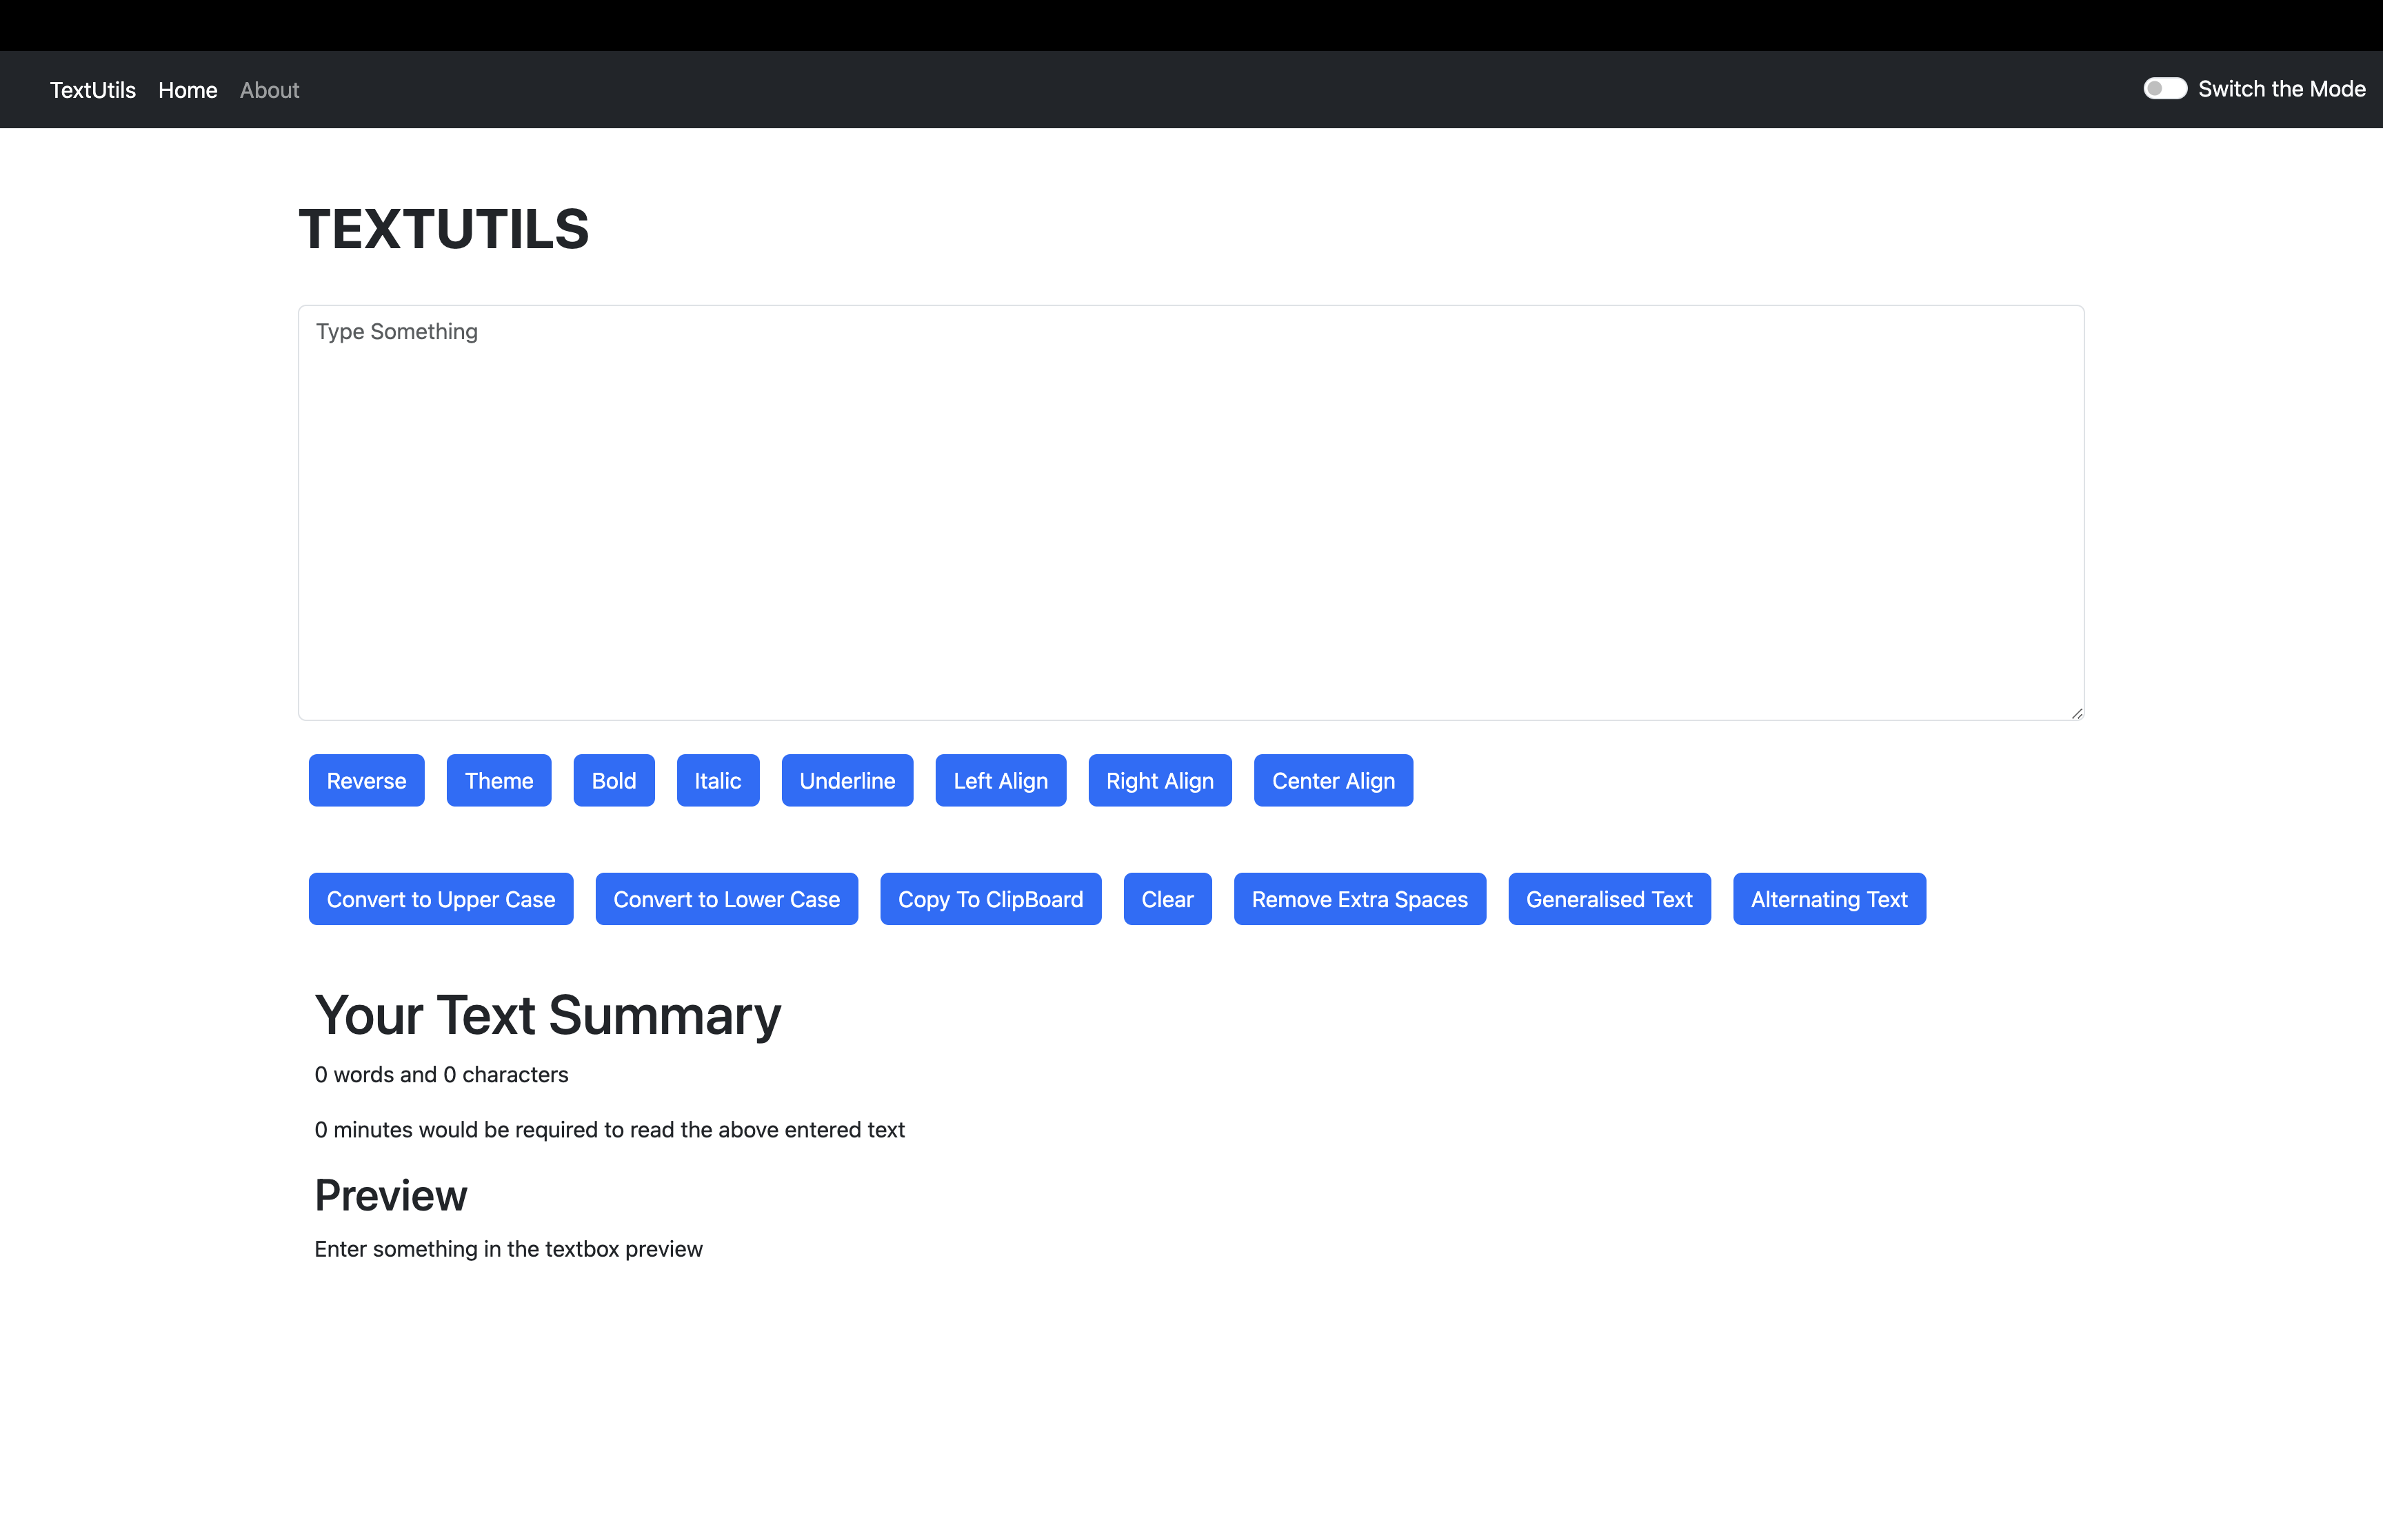 TextUtils Home About Switch the Mode
TEXTUTILS
Type Something
Reverse Theme Bold Italic Underline Left Align Right Align Center Align
Convert to Upper Case Convert to Lower Case Copy To ClipBoard Clear Remove Extra Spaces Generalised Text Alternating Text
Your Text Summary
0 words and 0 characters
0 minutes would be required to read the above entered text
Preview
Enter something in the textbox preview